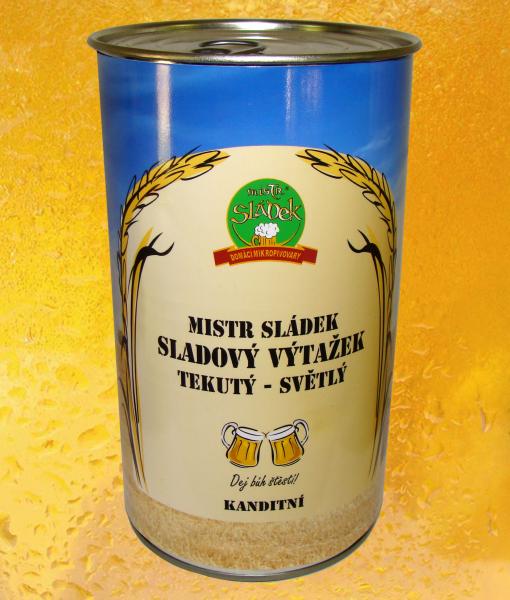 MISTR
SLÁDEK
DOMÁCÍ MIKROPIVOVARY
MISTR SLÁDEK
SLADOVÝ VÝTAŽEK
TEKUTÝ - SVĚTLÝ
Dej bůh štěstí!
KANDITNÍ